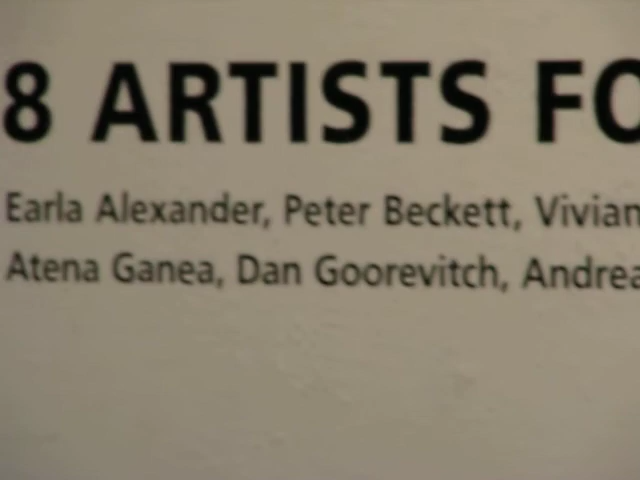 8 ARTISTS FO
Earla Alexander, Peter Beckett, Vivian
Atena Ganea, Dan Goorevitch, Andrea